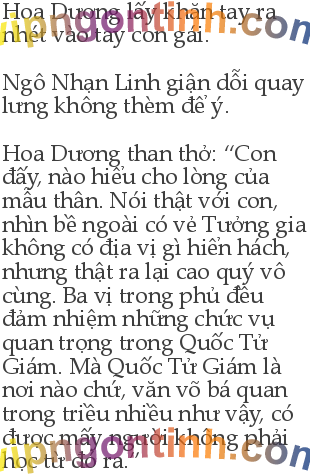 Hoa Dương lấy khăn tay ra
nhét vào tay con gái.
Ngô Nhạn Linh giận dỗi quay
lưng không thèm để ý.
Hoa Dương than thở: “Con
đấy, nào hiểu cho lòng của
mẫu thân. Nói thật với con,
nhìn bề ngoài có vẻ Tưởng gia
không có địa vị gì hiển hách,
nhưng thật ra lại cao quý vô
cùng. Ba vị trong phủ đều
đảm nhiệm những chức vụ
quan trọng trong Quốc Tử
Giám. Mà Quốc Tử Giám là
nơi nào chứ, văn võ bá quan
trong triều nhiều như vậy, có
được mấy người không phải
học từ đó ra.”
vipngontinh.com
vipngontinh.com